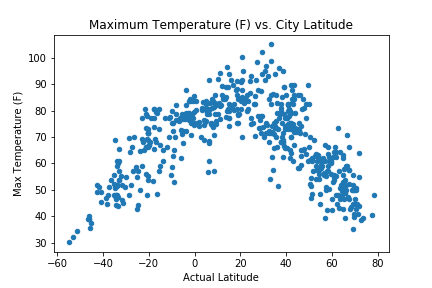 Maximum Temperature (F) vs. City Latitude
Max Temperature (F)
100
90
80
70
60
50
40
30
−60 −40 −20 0 20 40 60 80
Actual Latitude